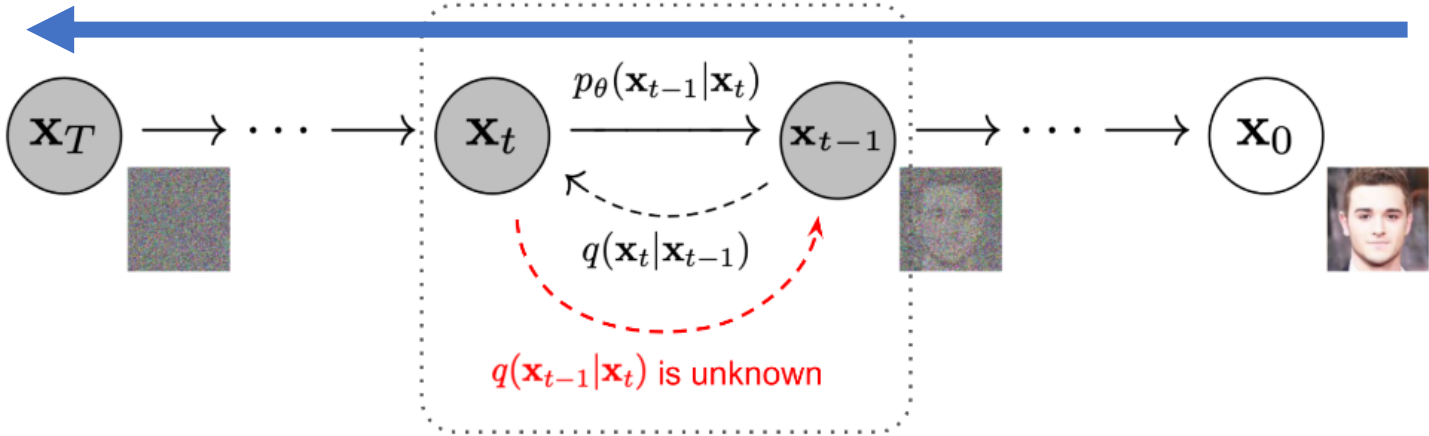 p_θ(x_{t−1}|x_t)
x_T → ··· → x_t → x_{t−1} → ··· → x_0
q(x_t|x_{t−1})
q(x_{t−1}|x_t) is unknown